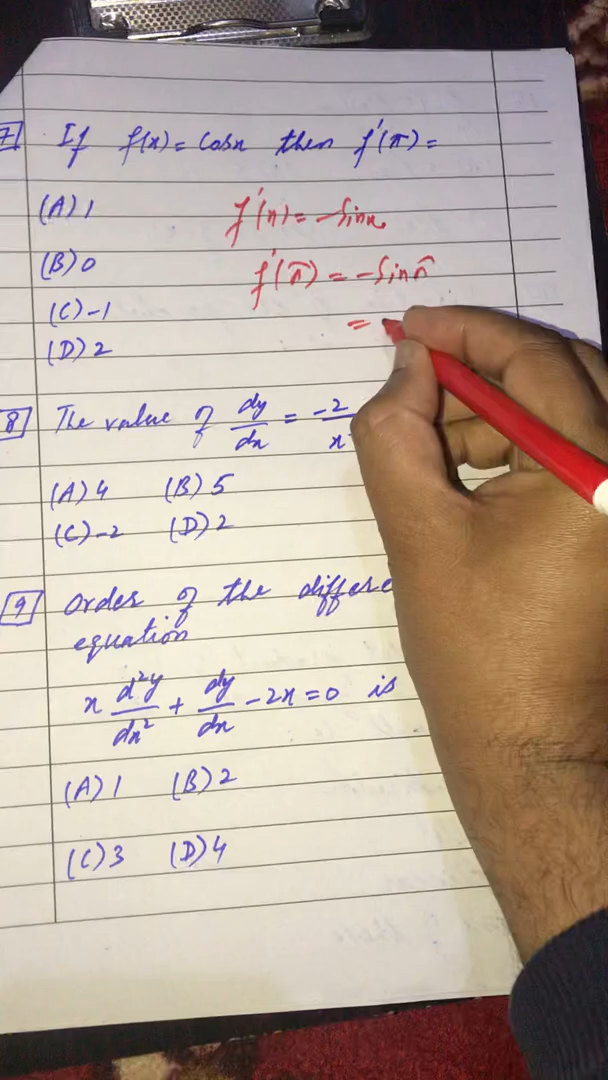 7 If f(x) = Cosx then f'(π) =
(A) 1
f'(x) = -Sinx
(B) 0
f'(π) = -Sinπ
(C) -1
=
(D) 2
8 The value of dy/dx = -2/x
(A) 4 (B) 5
(C) -2 (D) 2
9 Order of the differe
equation
x d²y/dx² + dy/dx - 2x = 0 is
(A) 1 (B) 2
(C) 3 (D) 4